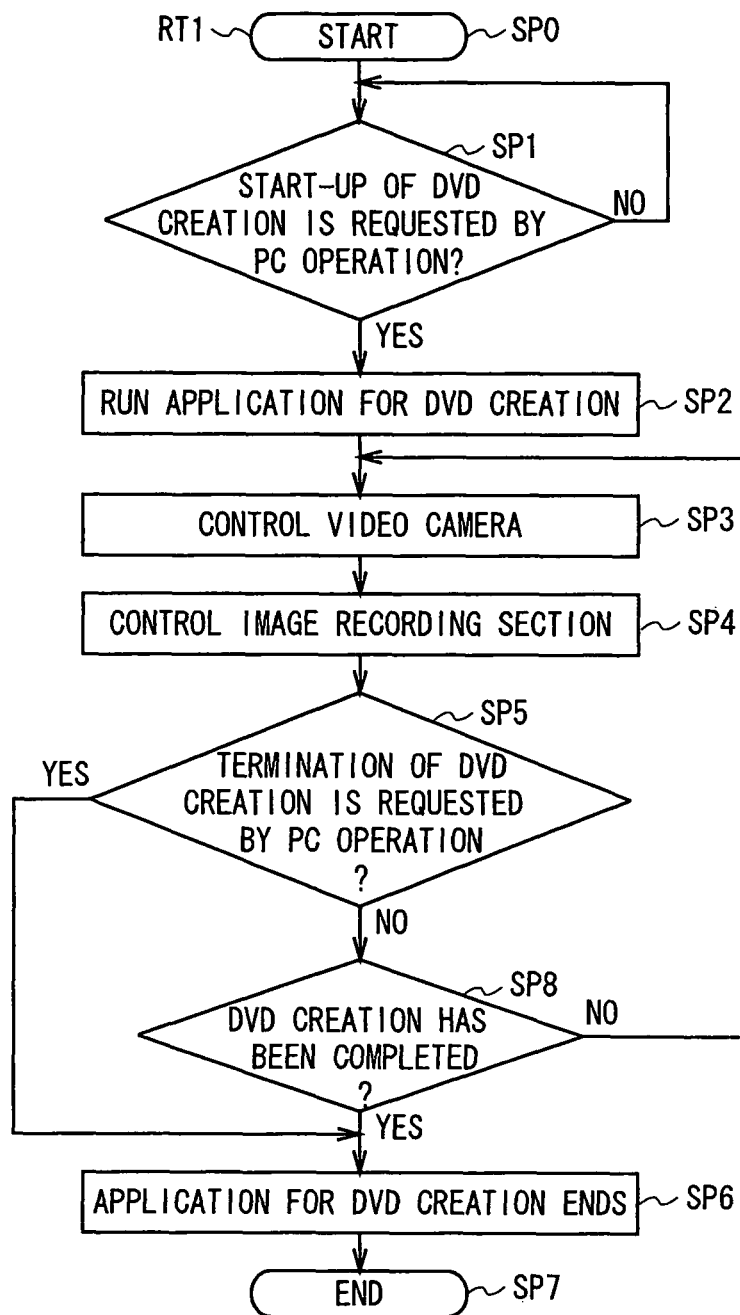 RT1 START SP0
SP1
START-UP OF DVD
CREATION IS REQUESTED BY
PC OPERATION?
NO
YES
RUN APPLICATION FOR DVD CREATION SP2
CONTROL VIDEO CAMERA SP3
CONTROL IMAGE RECORDING SECTION SP4
SP5
YES
TERMINATION OF DVD
CREATION IS REQUESTED
BY PC OPERATION
?
NO
SP8
DVD CREATION HAS
BEEN COMPLETED
?
NO
YES
APPLICATION FOR DVD CREATION ENDS SP6
END SP7